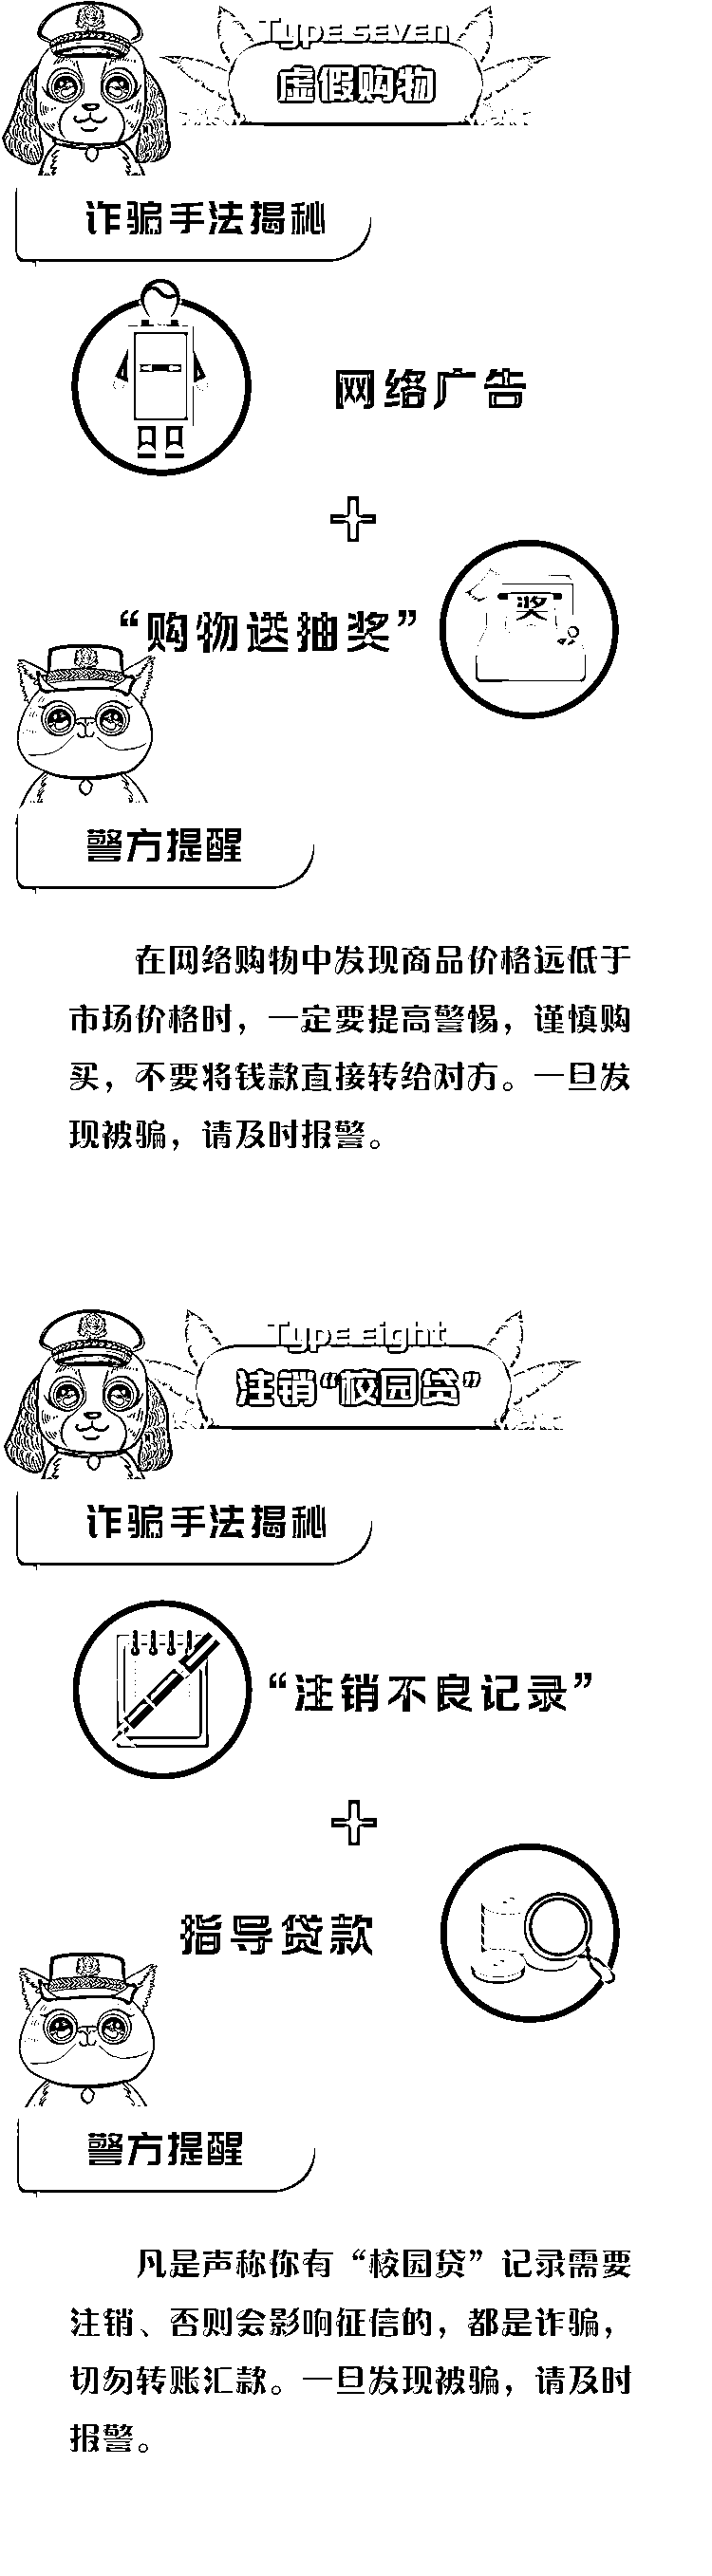 Type seven
虚假购物
诈骗手法揭秘
网络广告
“购物送抽奖”
奖
警方提醒
在网络购物中发现商品价格远低于
市场价格时，一定要提高警惕，谨慎购
买，不要将钱款直接转给对方。一旦发
现被骗，请及时报警。
Type eight
注销“校园贷”
诈骗手法揭秘
“注销不良记录”
指导贷款
警方提醒
凡是声称你有“校园贷”记录需要
注销、否则会影响征信的，都是诈骗，
切勿转账汇款。一旦发现被骗，请及时
报警。